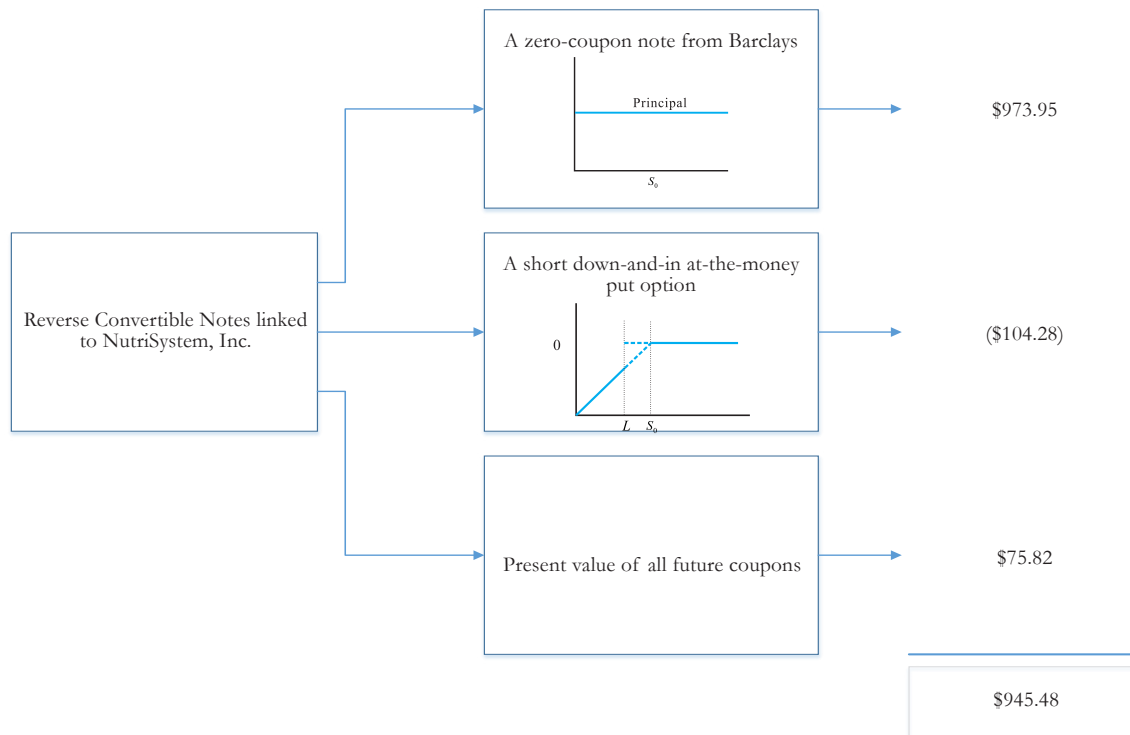 A zero-coupon note from Barclays
Principal
S₀
$973.95
Reverse Convertible Notes linked
to NutriSystem, Inc.
A short down-and-in at-the-money
put option
0
L S₀
($104.28)
Present value of all future coupons
$75.82
$945.48